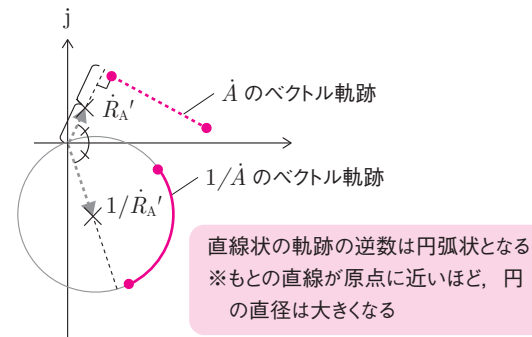 j
Ṙ_A′
Ȧ のベクトル軌跡
1/Ȧ のベクトル軌跡
1/Ṙ_A′
直線状の軌跡の逆数は円弧状となる
※もとの直線が原点に近いほど，円
の直径は大きくなる